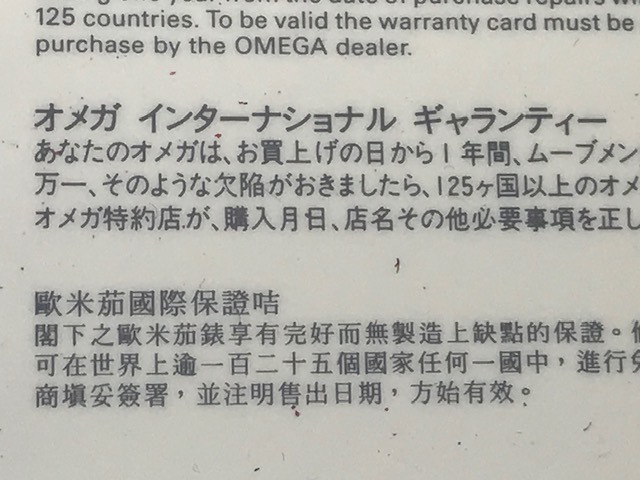 125 countries. To be valid the warranty card must be
purchase by the OMEGA dealer.
オメガ インターナショナル ギャランティー
あなたのオメガは、お買上げの日から1年間、ムーブメン
万一、そのような欠陥がおきましたら、125ヶ国以上のオメ
オメガ特約店が、購入月日、店名その他必要事項を正し
歐米茄國際保證咭
閣下之歐米茄錶享有完好而無製造上缺點的保證。
可在世界上逾一百二十五個國家任何一國中，進行
商塡妥簽署，並注明售出日期，方始有效。